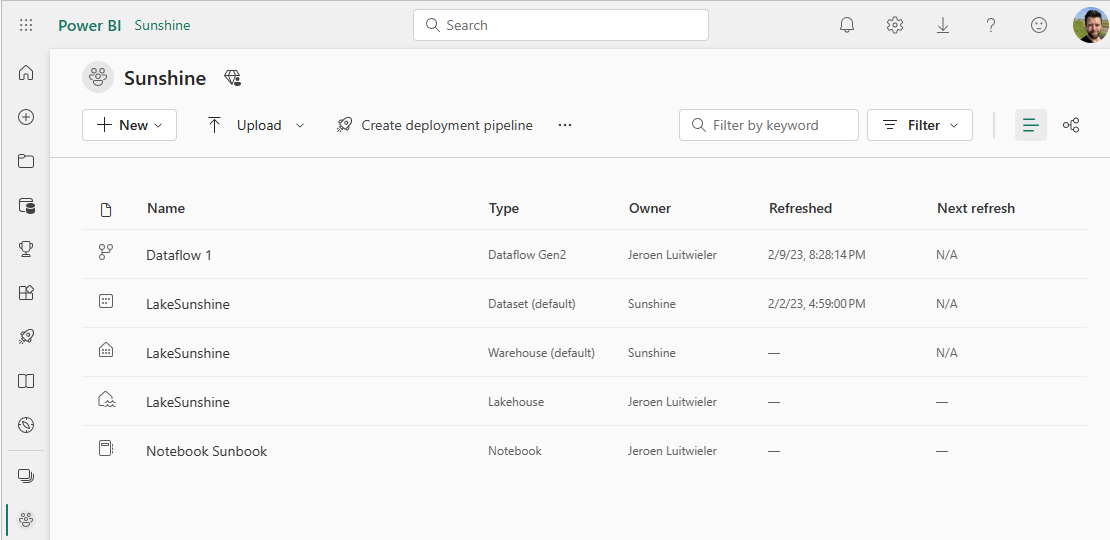 Power BI Sunshine Search
Sunshine
New Upload Create deployment pipeline ... Filter by keyword Filter
Name Type Owner Refreshed Next refresh
Dataflow 1 Dataflow Gen2 Jeroen Luitwieler 2/9/23, 8:28:14 PM N/A
LakeSunshine Dataset (default) Sunshine 2/2/23, 4:59:00 PM N/A
LakeSunshine Warehouse (default) Sunshine — N/A
LakeSunshine Lakehouse Jeroen Luitwieler — —
Notebook Sunbook Notebook Jeroen Luitwieler — —